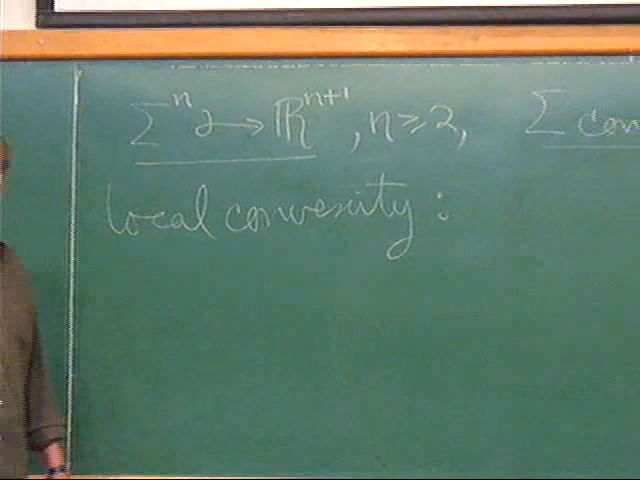 Σⁿ ↬ ℝⁿ⁺¹, n ≥ 2, Σ con
local convexity: